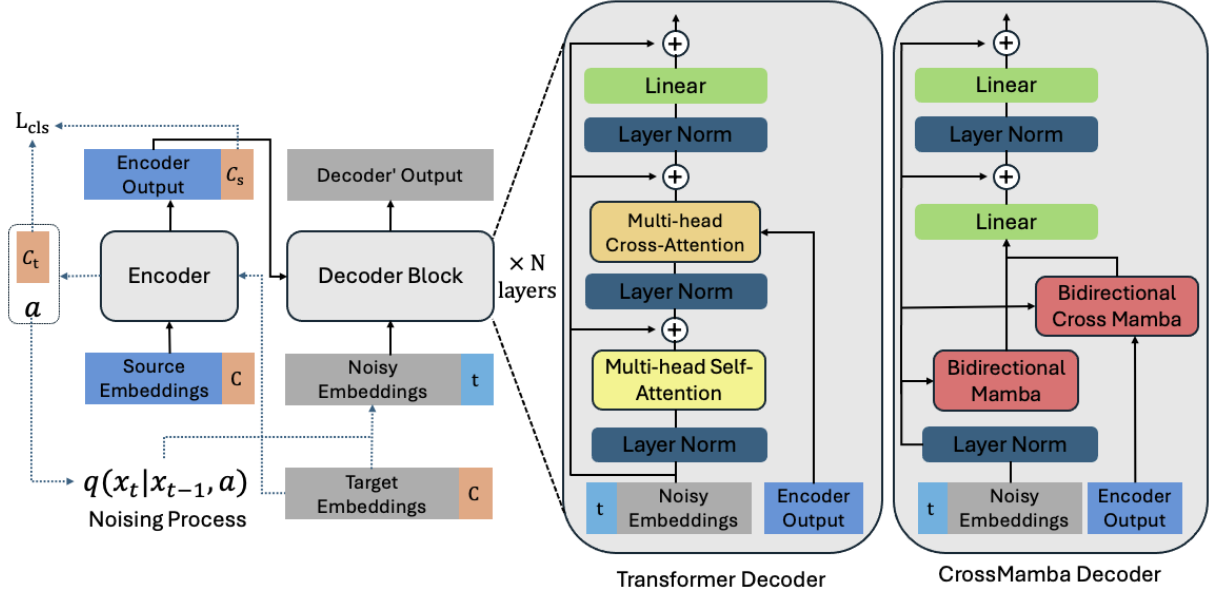 L_cls
Encoder
Output
C_s
Decoder' Output
C_t
a
Encoder
Decoder Block
× N
layers
Source
Embeddings
C
Noisy
Embeddings
t
q(x_t|x_{t−1}, a)
Noising Process
Target
Embeddings
C
+
Linear
Layer Norm
+
Multi-head
Cross-Attention
Layer Norm
+
Multi-head Self-
Attention
Layer Norm
t
Noisy
Embeddings
Encoder
Output
Transformer Decoder
+
Linear
Layer Norm
+
Linear
Bidirectional
Cross Mamba
Bidirectional
Mamba
Layer Norm
t
Noisy
Embeddings
Encoder
Output
CrossMamba Decoder